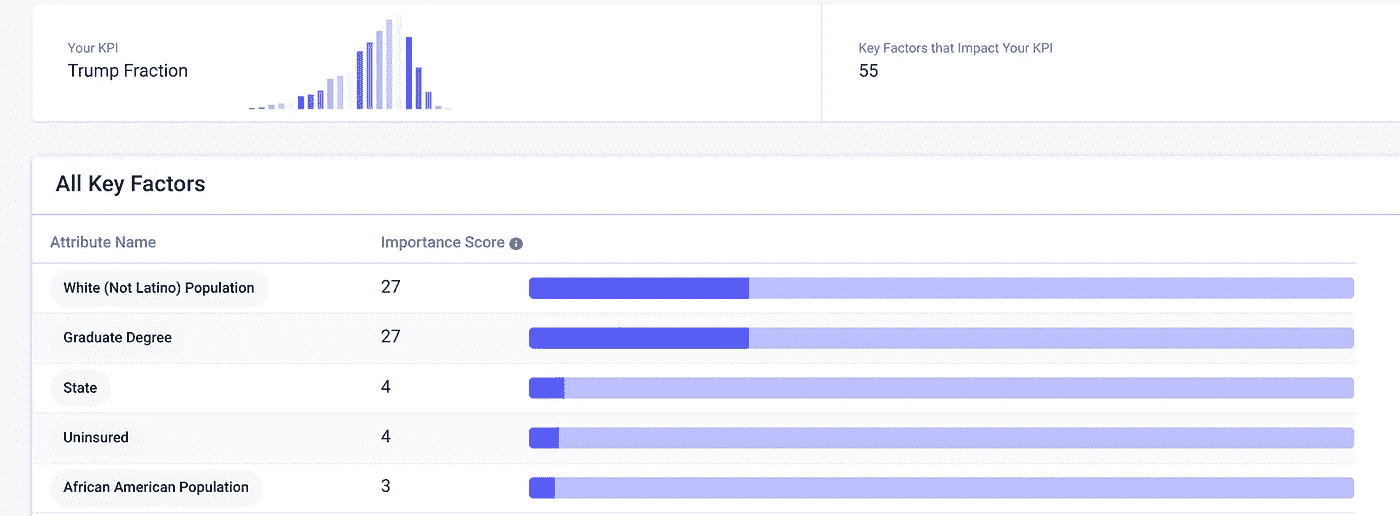 Your KPI
Trump Fraction
Key Factors that Impact Your KPI
55
All Key Factors
Attribute Name Importance Score
White (Not Latino) Population 27
Graduate Degree 27
State 4
Uninsured 4
African American Population 3